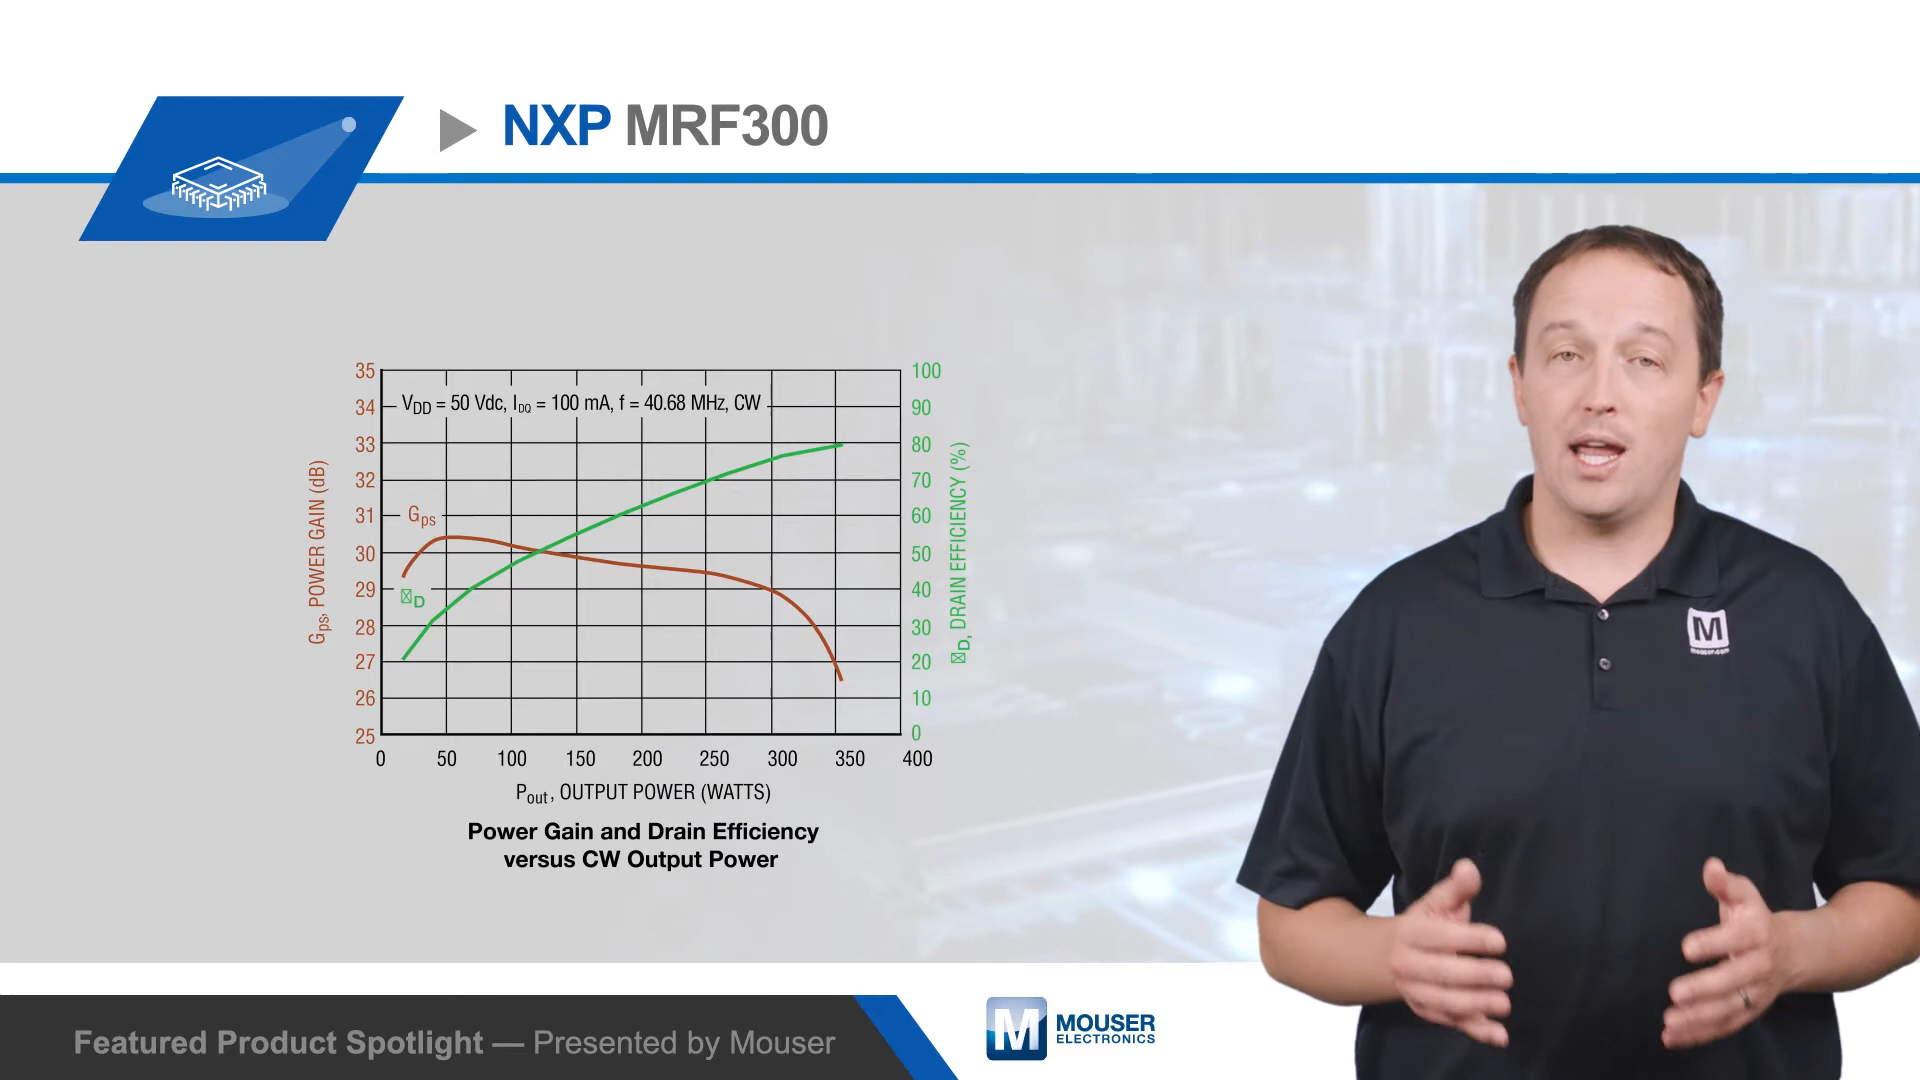 NXP MRF300
35
34
33
32
31
30
29
28
27
26
25
Gps, POWER GAIN (dB)
VDD = 50 Vdc, IDQ = 100 mA, f = 40.68 MHz, CW
Gps
D
100
90
80
70
60
50
40
30
20
10
0
D, DRAIN EFFICIENCY (%)
0 50 100 150 200 250 300 350 400
Pout, OUTPUT POWER (WATTS)
Power Gain and Drain Efficiency
versus CW Output Power
M
mouser.com
Featured Product Spotlight — Presented by Mouser
M MOUSER
ELECTRONICS